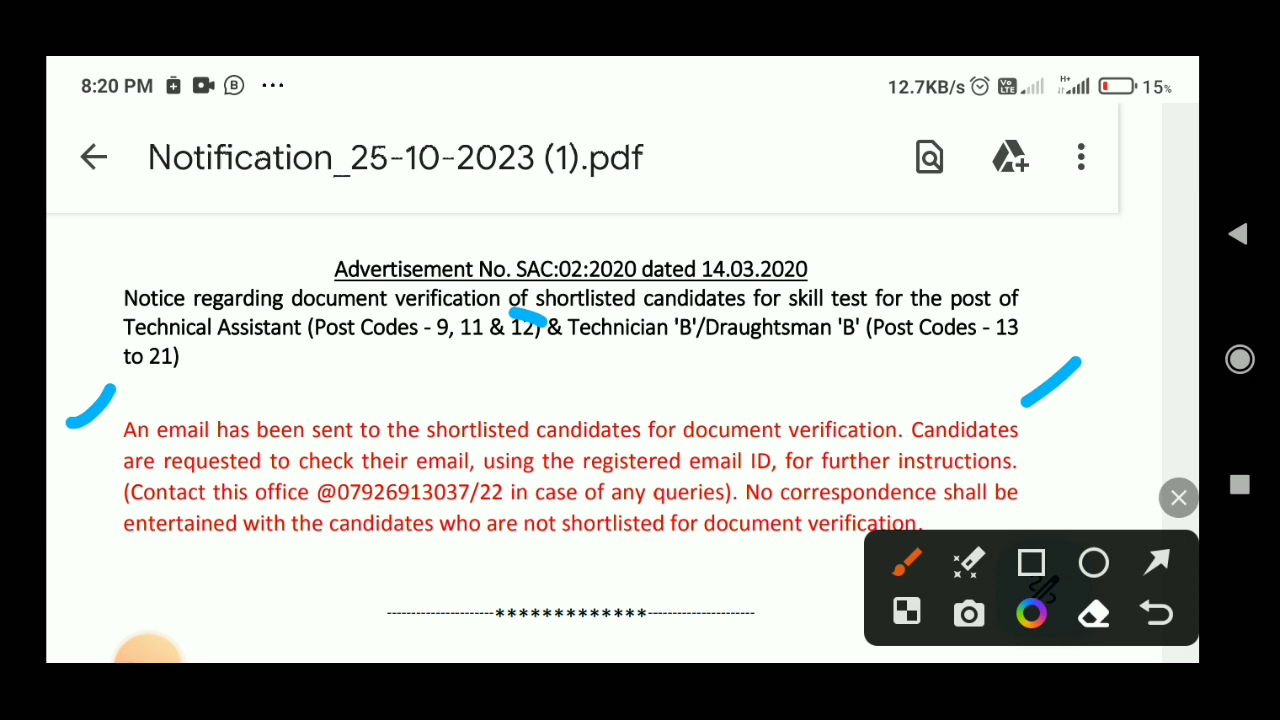 8:20 PM
12.7KB/s Vo LTE H+ 15%
Notification_25-10-2023 (1).pdf
Advertisement No. SAC:02:2020 dated 14.03.2020
Notice regarding document verification of shortlisted candidates for skill test for the post of
Technical Assistant (Post Codes - 9, 11 & 12) & Technician 'B'/Draughtsman 'B' (Post Codes - 13
to 21)
An email has been sent to the shortlisted candidates for document verification. Candidates
are requested to check their email, using the registered email ID, for further instructions.
(Contact this office @07926913037/22 in case of any queries). No correspondence shall be
entertained with the candidates who are not shortlisted for document verification.
-----------------------*************-----------------------